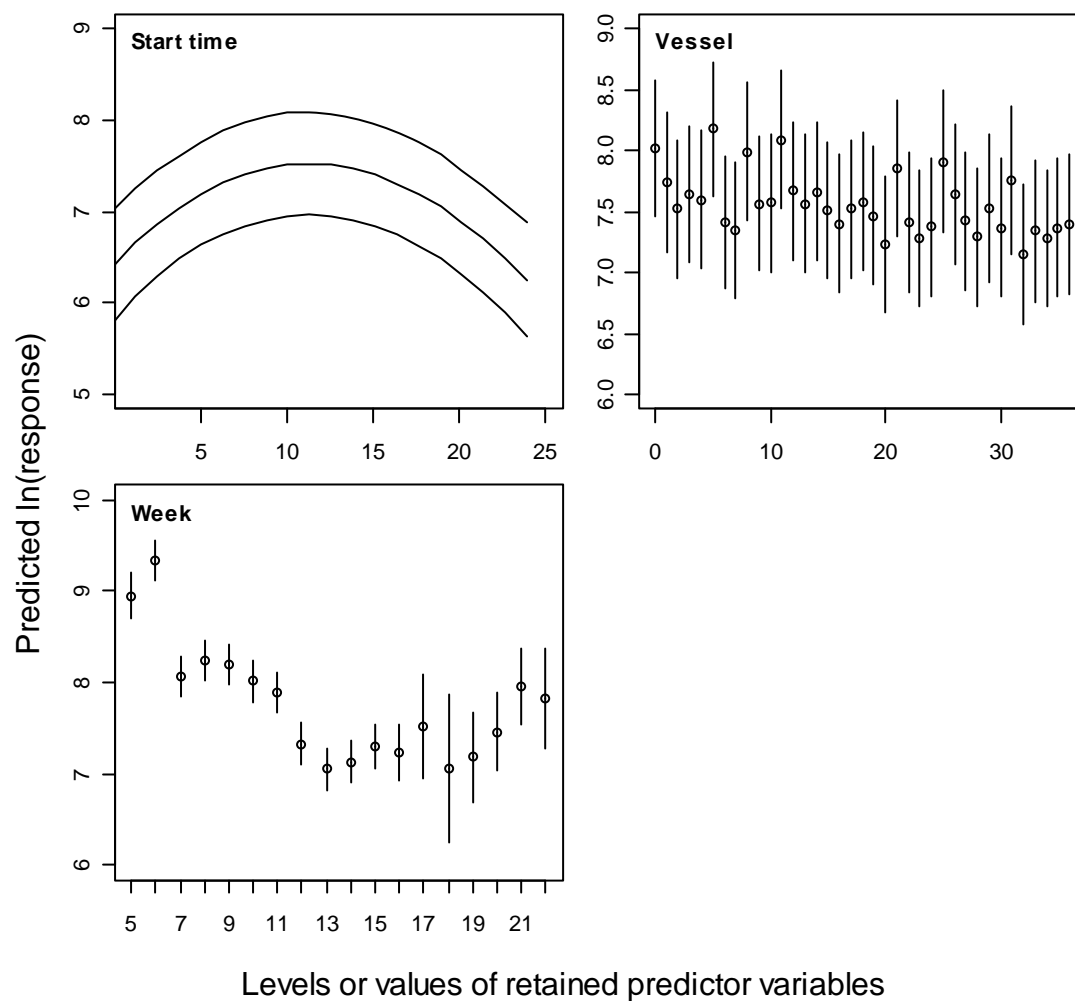 Start time
9
8
7
6
5
5 10 15 20 25
Vessel
9.0
8.5
8.0
7.5
7.0
6.5
6.0
0 10 20 30
Week
10
9
8
7
6
5 7 9 11 13 15 17 19 21
Predicted ln(response)
Levels or values of retained predictor variables